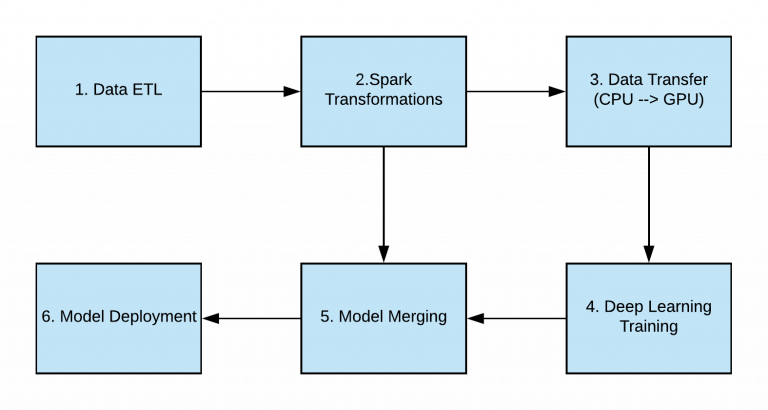 1. Data ETL
2.Spark
Transformations
3. Data Transfer
(CPU --> GPU)
4. Deep Learning
Training
5. Model Merging
6. Model Deployment